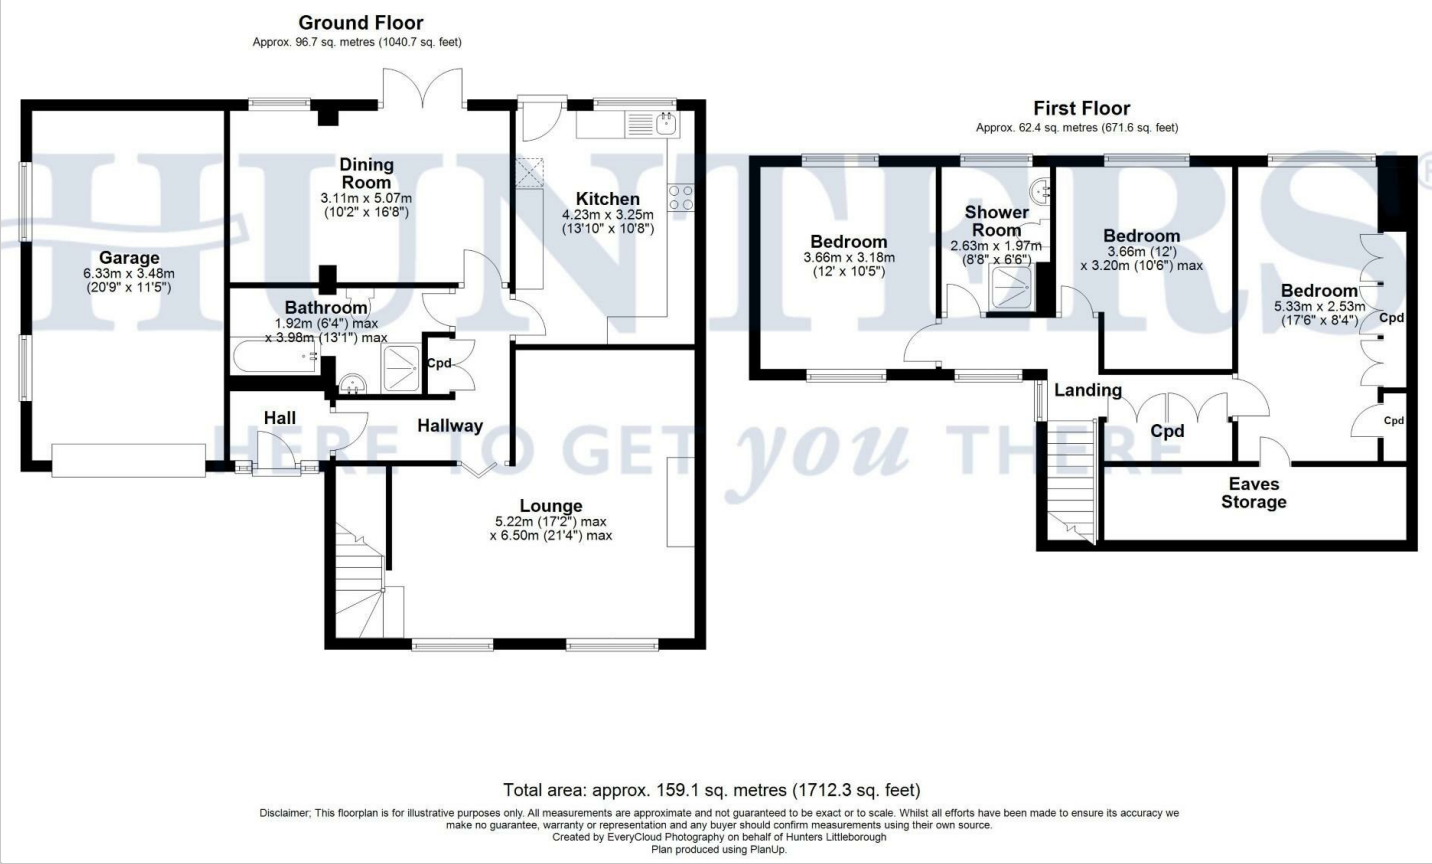 Ground Floor
Approx. 96.7 sq. metres (1040.7 sq. feet)
Dining
Room
3.11m x 5.07m
(10'2" x 16'8")
Kitchen
4.23m x 3.25m
(13'10" x 10'8")
Garage
6.33m x 3.48m
(20'9" x 11'5")
Bathroom
1.92m (6'4") max
x 3.98m (13'1") max
Cpd
Hall
Hallway
Lounge
5.22m (17'2") max
x 6.50m (21'4") max
First Floor
Approx. 62.4 sq. metres (671.6 sq. feet)
Bedroom
3.66m x 3.18m
(12' x 10'5")
Shower
Room
2.63m x 1.97m
(8'8" x 6'6")
Bedroom
3.66m (12')
x 3.20m (10'6") max
Bedroom
5.33m x 2.53m
(17'6" x 8'4")
Cpd
Landing
Cpd
Cpd
Eaves
Storage
HUNTERS®
HERE TO GET you THERE
Total area: approx. 159.1 sq. metres (1712.3 sq. feet)
Disclaimer; This floorplan is for illustrative purposes only. All measurements are approximate and not guaranteed to be exact or to scale. Whilst all efforts have been made to ensure its accuracy we
make no guarantee, warranty or representation and any buyer should confirm measurements using their own source.
Created by EveryCloud Photography on behalf of Hunters Littleborough
Plan produced using PlanUp.